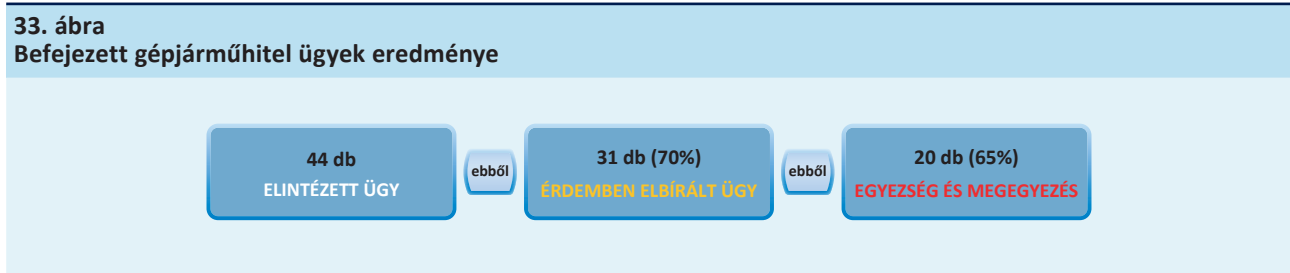 33. ábra
Befejezett gépjárműhitel ügyek eredménye
44 db
ELINTÉZETT ÜGY
ebből
31 db (70%)
ÉRDEMBEN ELBÍRÁLT ÜGY
ebből
20 db (65%)
EGYEZSÉG ÉS MEGEGYEZÉS